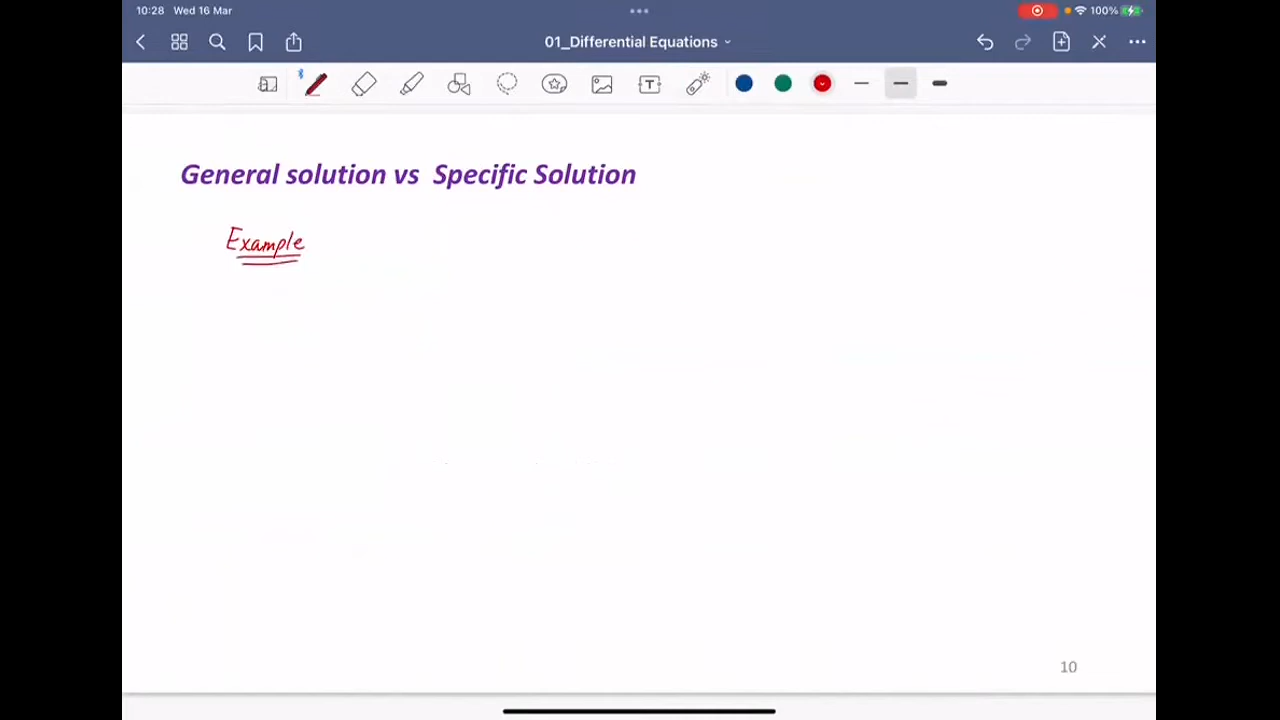 10:28 Wed 16 Mar
100%
01_Differential Equations
T
General solution vs Specific Solution
Example
10